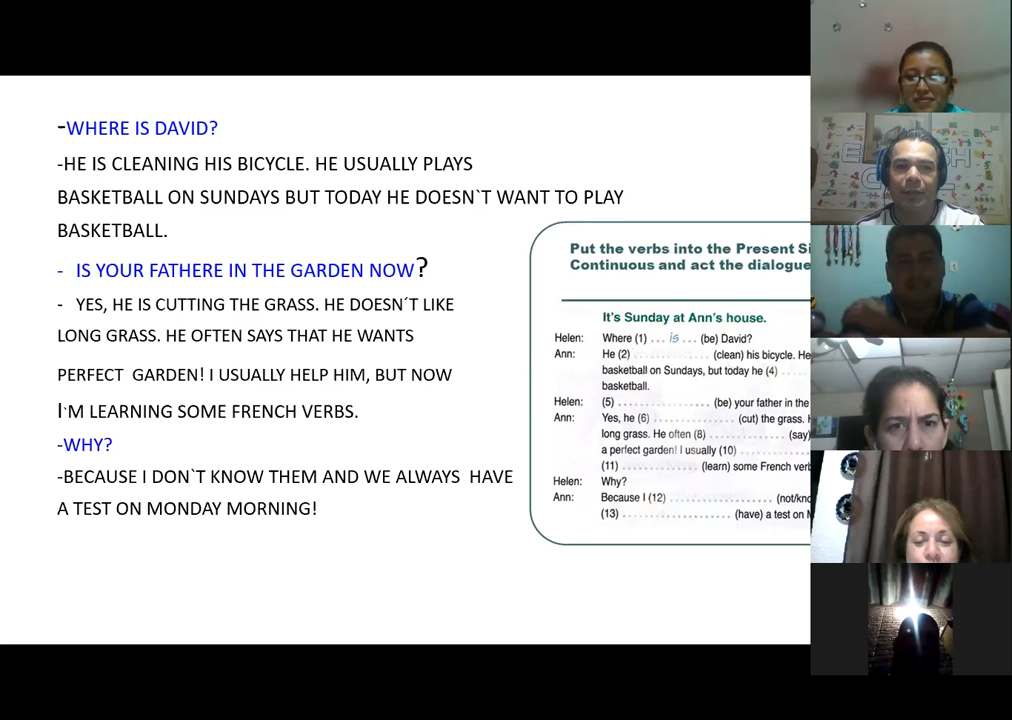 -WHERE IS DAVID?
-HE IS CLEANING HIS BICYCLE. HE USUALLY PLAYS
BASKETBALL ON SUNDAYS BUT TODAY HE DOESN`T WANT TO PLAY
BASKETBALL.
- IS YOUR FATHERE IN THE GARDEN NOW?
- YES, HE IS CUTTING THE GRASS. HE DOESN´T LIKE
LONG GRASS. HE OFTEN SAYS THAT HE WANTS
PERFECT GARDEN! I USUALLY HELP HIM, BUT NOW
I`M LEARNING SOME FRENCH VERBS.
-WHY?
-BECAUSE I DON`T KNOW THEM AND WE ALWAYS HAVE
A TEST ON MONDAY MORNING!
Put the verbs into the Present Si
Continuous and act the dialogue
It's Sunday at Ann's house.
Helen: Where (1) ... is ... (be) David?
Ann: He (2) .................. (clean) his bicycle. He
basketball on Sundays, but today he (4) .....
basketball.
Helen: (5) .................. (be) your father in the
Ann: Yes, he (6) .................. (cut) the grass. H
long grass. He often (8) .................. (say)
a perfect garden! I usually (10) .........
(11) .................. (learn) some French verb
Helen: Why?
Ann: Because I (12) ...................... (not/kno
(13) ........................ (have) a test on M